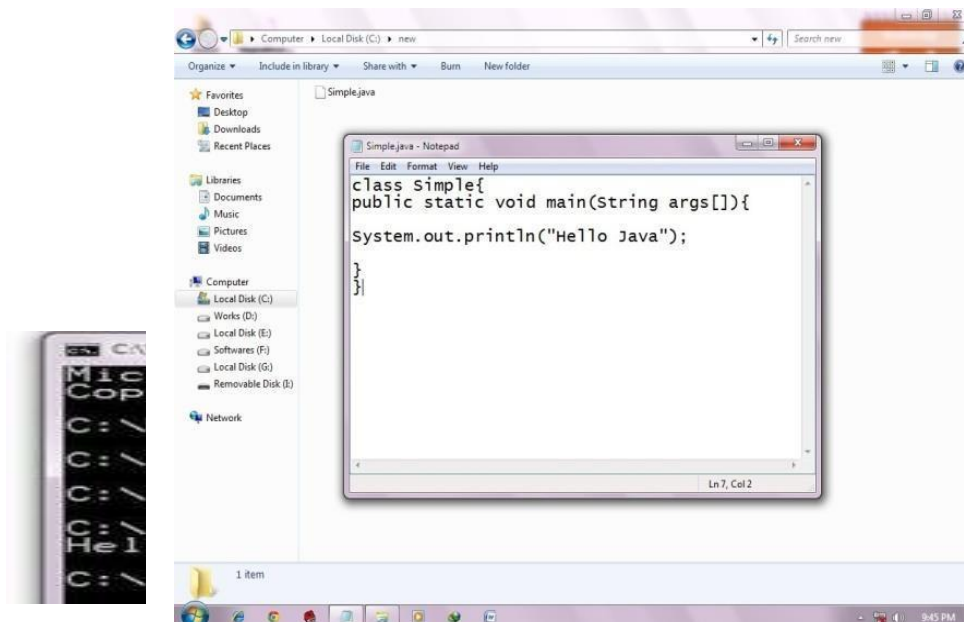 Computer ▸ Local Disk (C:) ▸ new
Search new
Organize
Include in library
Share with
Burn
New folder
Favorites
Desktop
Downloads
Recent Places
Libraries
Documents
Music
Pictures
Videos
Computer
Local Disk (C:)
Works (D:)
Local Disk (E:)
Softwares (F:)
Local Disk (G:)
Removable Disk (I:)
Network
Simple.java
Simple.java - Notepad
File Edit Format View Help
class Simple{
public static void main(String args[]){
System.out.println("Hello Java");
}
}
Ln 7, Col 2
1 item
9:45 PM
Mic
Cop
C:\
C:\
C:\
C:\
Hel
C:\